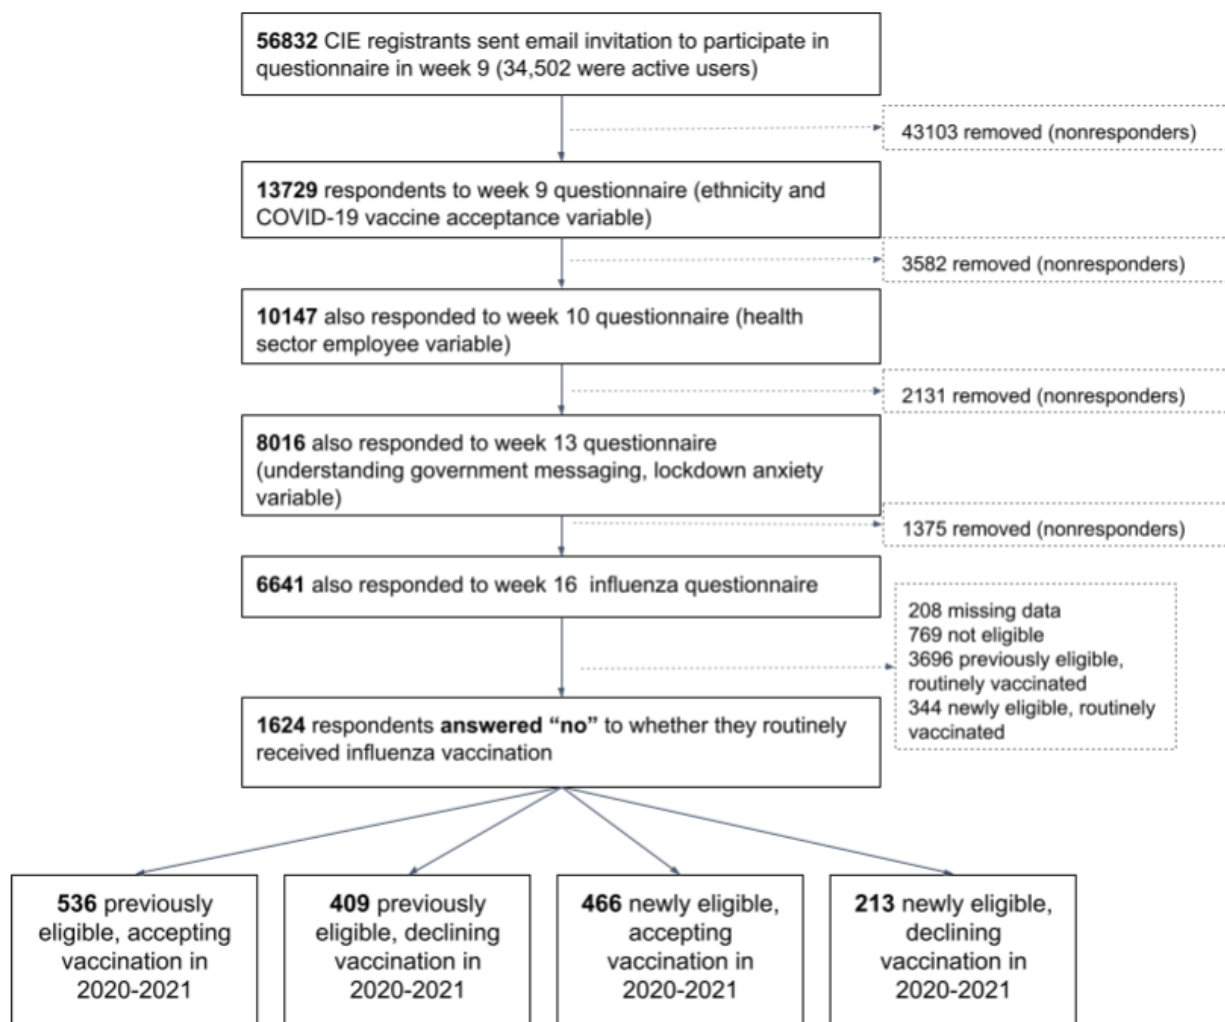 56832 CIE registrants sent email invitation to participate in
questionnaire in week 9 (34,502 were active users)
43103 removed (nonresponders)
13729 respondents to week 9 questionnaire (ethnicity and
COVID-19 vaccine acceptance variable)
3582 removed (nonresponders)
10147 also responded to week 10 questionnaire (health
sector employee variable)
2131 removed (nonresponders)
8016 also responded to week 13 questionnaire
(understanding government messaging, lockdown anxiety
variable)
1375 removed (nonresponders)
6641 also responded to week 16 influenza questionnaire
208 missing data
769 not eligible
3696 previously eligible,
routinely vaccinated
344 newly eligible, routinely
vaccinated
1624 respondents answered “no” to whether they routinely
received influenza vaccination
536 previously
eligible, accepting
vaccination in
2020-2021
409 previously
eligible, declining
vaccination in
2020-2021
466 newly eligible,
accepting
vaccination in
2020-2021
213 newly eligible,
declining
vaccination in
2020-2021